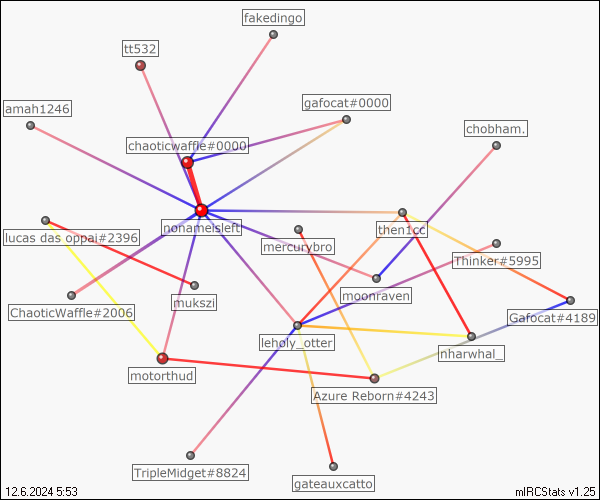 fakedingo
tt532
amah1246
gafocat#0000
chaoticwaffle#0000
chobham.
nonameisleft
then1cc
lucas das oppai#2396
mercurybro
Thinker#5995
moonraven
mukszi
ChaoticWaffle#2006
Gafocat#4189
leholy_otter
nharwhal_
motorthud
Azure Reborn#4243
TripleMidget#8824
gateauxcatto
12.6.2024 5:53
mIRCStats v1.25